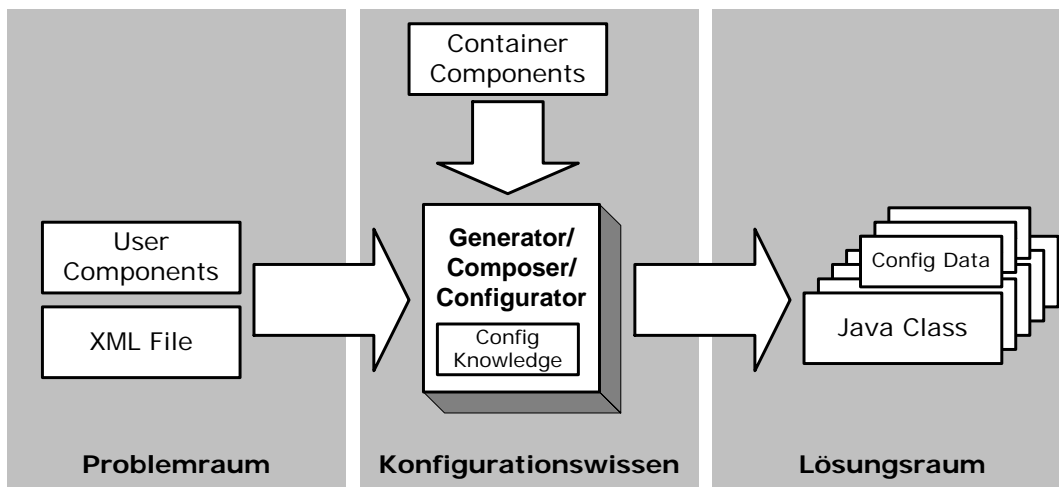 User
Components
XML File
Problemraum
Container
Components
Generator/
Composer/
Configurator
Config
Knowledge
Konfigurationswissen
Config Data
Java Class
Lösungsraum